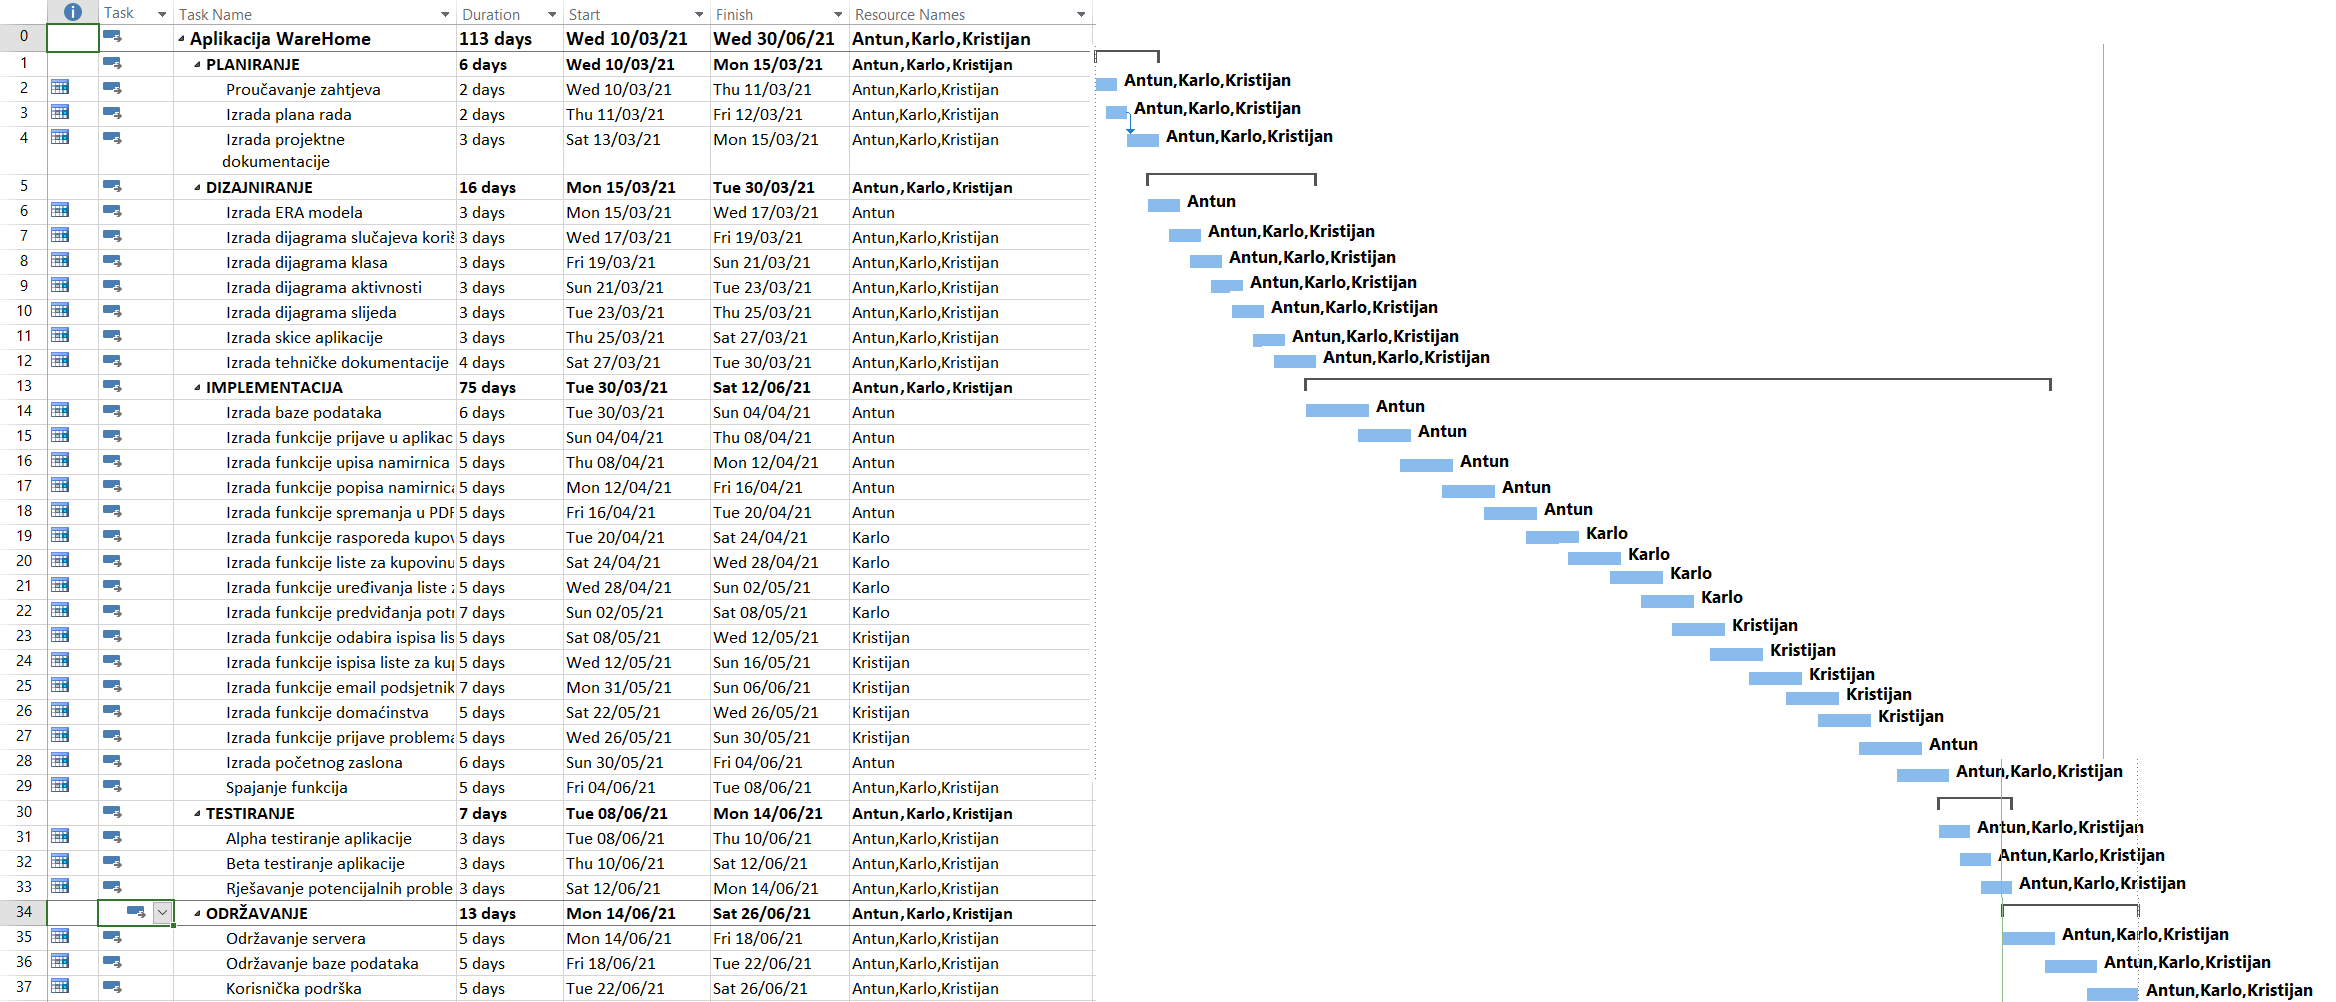 Task Task Name Duration Start Finish Resource Names
0 Aplikacija WareHome 113 days Wed 10/03/21 Wed 30/06/21 Antun,Karlo,Kristijan
1 PLANIRANJE 6 days Wed 10/03/21 Mon 15/03/21 Antun,Karlo,Kristijan
2 Proučavanje zahtjeva 2 days Wed 10/03/21 Thu 11/03/21 Antun,Karlo,Kristijan Antun,Karlo,Kristijan
3 Izrada plana rada 2 days Thu 11/03/21 Fri 12/03/21 Antun,Karlo,Kristijan Antun,Karlo,Kristijan
4 Izrada projektne 3 days Sat 13/03/21 Mon 15/03/21 Antun,Karlo,Kristijan Antun,Karlo,Kristijan
dokumentacije
5 DIZAJNIRANJE 16 days Mon 15/03/21 Tue 30/03/21 Antun,Karlo,Kristijan
6 Izrada ERA modela 3 days Mon 15/03/21 Wed 17/03/21 Antun Antun
7 Izrada dijagrama slučajeva koriš 3 days Wed 17/03/21 Fri 19/03/21 Antun,Karlo,Kristijan Antun,Karlo,Kristijan
8 Izrada dijagrama klasa 3 days Fri 19/03/21 Sun 21/03/21 Antun,Karlo,Kristijan Antun,Karlo,Kristijan
9 Izrada dijagrama aktivnosti 3 days Sun 21/03/21 Tue 23/03/21 Antun,Karlo,Kristijan Antun,Karlo,Kristijan
10 Izrada dijagrama slijeda 3 days Tue 23/03/21 Thu 25/03/21 Antun,Karlo,Kristijan Antun,Karlo,Kristijan
11 Izrada skice aplikacije 3 days Thu 25/03/21 Sat 27/03/21 Antun,Karlo,Kristijan Antun,Karlo,Kristijan
12 Izrada tehničke dokumentacije 4 days Sat 27/03/21 Tue 30/03/21 Antun,Karlo,Kristijan Antun,Karlo,Kristijan
13 IMPLEMENTACIJA 75 days Tue 30/03/21 Sat 12/06/21 Antun,Karlo,Kristijan
14 Izrada baze podataka 6 days Tue 30/03/21 Sun 04/04/21 Antun Antun
15 Izrada funkcije prijave u aplikac 5 days Sun 04/04/21 Thu 08/04/21 Antun Antun
16 Izrada funkcije upisa namirnica 5 days Thu 08/04/21 Mon 12/04/21 Antun Antun
17 Izrada funkcije popisa namirnica 5 days Mon 12/04/21 Fri 16/04/21 Antun Antun
18 Izrada funkcije spremanja u PDF 5 days Fri 16/04/21 Tue 20/04/21 Antun Antun
19 Izrada funkcije rasporeda kupov 5 days Tue 20/04/21 Sat 24/04/21 Karlo Karlo
20 Izrada funkcije liste za kupovinu 5 days Sat 24/04/21 Wed 28/04/21 Karlo Karlo
21 Izrada funkcije uređivanja liste z 5 days Wed 28/04/21 Sun 02/05/21 Karlo Karlo
22 Izrada funkcije predviđanja potr 7 days Sun 02/05/21 Sat 08/05/21 Karlo Karlo
23 Izrada funkcije odabira ispisa lis 5 days Sat 08/05/21 Wed 12/05/21 Kristijan Kristijan
24 Izrada funkcije ispisa liste za kup 5 days Wed 12/05/21 Sun 16/05/21 Kristijan Kristijan
25 Izrada funkcije email podsjetnik 7 days Mon 31/05/21 Sun 06/06/21 Kristijan Kristijan
26 Izrada funkcije domaćinstva 5 days Sat 22/05/21 Wed 26/05/21 Kristijan Kristijan
27 Izrada funkcije prijave problema 5 days Wed 26/05/21 Sun 30/05/21 Kristijan Kristijan
28 Izrada početnog zaslona 6 days Sun 30/05/21 Fri 04/06/21 Antun Antun
29 Spajanje funkcija 5 days Fri 04/06/21 Tue 08/06/21 Antun,Karlo,Kristijan Antun,Karlo,Kristijan
30 TESTIRANJE 7 days Tue 08/06/21 Mon 14/06/21 Antun,Karlo,Kristijan
31 Alpha testiranje aplikacije 3 days Tue 08/06/21 Thu 10/06/21 Antun,Karlo,Kristijan Antun,Karlo,Kristijan
32 Beta testiranje aplikacije 3 days Thu 10/06/21 Sat 12/06/21 Antun,Karlo,Kristijan Antun,Karlo,Kristijan
33 Rješavanje potencijalnih proble 3 days Sat 12/06/21 Mon 14/06/21 Antun,Karlo,Kristijan Antun,Karlo,Kristijan
34 ODRŽAVANJE 13 days Mon 14/06/21 Sat 26/06/21 Antun,Karlo,Kristijan
35 Održavanje servera 5 days Mon 14/06/21 Fri 18/06/21 Antun,Karlo,Kristijan Antun,Karlo,Kristijan
36 Održavanje baze podataka 5 days Fri 18/06/21 Tue 22/06/21 Antun,Karlo,Kristijan Antun,Karlo,Kristijan
37 Korisnička podrška 5 days Tue 22/06/21 Sat 26/06/21 Antun,Karlo,Kristijan Antun,Karlo,Kristijan